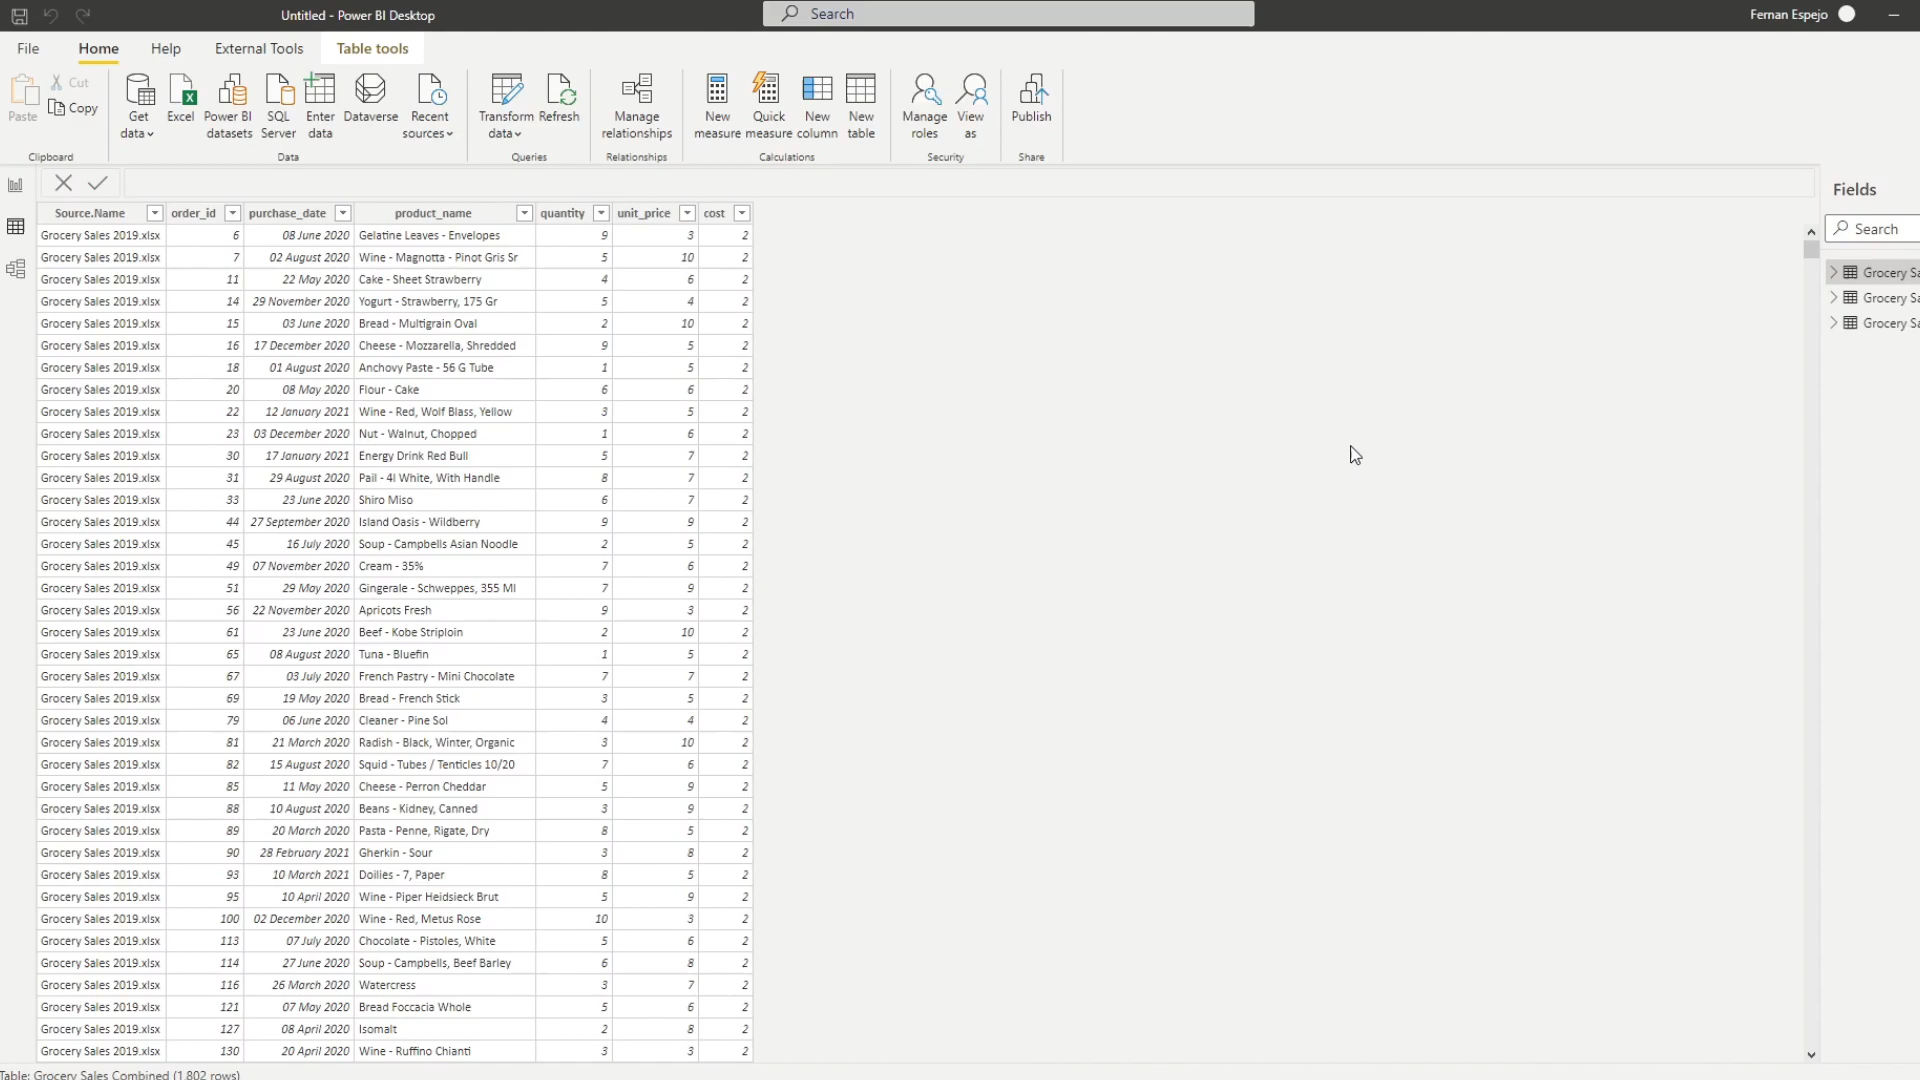 Untitled - Power BI Desktop
Search
Fernan Espejo
File Home Help External Tools Table tools
Paste
Cut
Copy
Get data
Excel
Power BI datasets
SQL Server
Enter data
Dataverse
Recent sources
Transform data
Refresh
Manage relationships
New measure
Quick measure
New column
New table
Manage roles
View as
Publish
Clipboard Data Queries Relationships Calculations Security Share
Fields
Search
Grocery Sa
Grocery Sa
Grocery Sa
Source.Name order_id purchase_date product_name quantity unit_price cost
Grocery Sales 2019.xlsx 6 08 June 2020 Gelatine Leaves - Envelopes 9 3 2
Grocery Sales 2019.xlsx 7 02 August 2020 Wine - Magnotta - Pinot Gris Sr 5 10 2
Grocery Sales 2019.xlsx 11 22 May 2020 Cake - Sheet Strawberry 4 6 2
Grocery Sales 2019.xlsx 14 29 November 2020 Yogurt - Strawberry, 175 Gr 5 4 2
Grocery Sales 2019.xlsx 15 03 June 2020 Bread - Multigrain Oval 2 10 2
Grocery Sales 2019.xlsx 16 17 December 2020 Cheese - Mozzarella, Shredded 9 5 2
Grocery Sales 2019.xlsx 18 01 August 2020 Anchovy Paste - 56 G Tube 1 5 2
Grocery Sales 2019.xlsx 20 08 May 2020 Flour - Cake 6 6 2
Grocery Sales 2019.xlsx 22 12 January 2021 Wine - Red, Wolf Blass, Yellow 3 5 2
Grocery Sales 2019.xlsx 23 03 December 2020 Nut - Walnut, Chopped 1 6 2
Grocery Sales 2019.xlsx 30 17 January 2021 Energy Drink Red Bull 5 7 2
Grocery Sales 2019.xlsx 31 29 August 2020 Pail - 4l White, With Handle 8 7 2
Grocery Sales 2019.xlsx 33 23 June 2020 Shiro Miso 6 7 2
Grocery Sales 2019.xlsx 44 27 September 2020 Island Oasis - Wildberry 9 9 2
Grocery Sales 2019.xlsx 45 16 July 2020 Soup - Campbells Asian Noodle 2 5 2
Grocery Sales 2019.xlsx 49 07 November 2020 Cream - 35% 7 6 2
Grocery Sales 2019.xlsx 51 29 May 2020 Gingerale - Schweppes, 355 Ml 7 9 2
Grocery Sales 2019.xlsx 56 22 November 2020 Apricots Fresh 9 3 2
Grocery Sales 2019.xlsx 61 23 June 2020 Beef - Kobe Striploin 2 10 2
Grocery Sales 2019.xlsx 65 08 August 2020 Tuna - Bluefin 1 5 2
Grocery Sales 2019.xlsx 67 03 July 2020 French Pastry - Mini Chocolate 7 7 2
Grocery Sales 2019.xlsx 69 19 May 2020 Bread - French Stick 3 5 2
Grocery Sales 2019.xlsx 79 06 June 2020 Cleaner - Pine Sol 4 4 2
Grocery Sales 2019.xlsx 81 21 March 2020 Radish - Black, Winter, Organic 3 10 2
Grocery Sales 2019.xlsx 82 15 August 2020 Squid - Tubes / Tenticles 10/20 7 6 2
Grocery Sales 2019.xlsx 85 11 May 2020 Cheese - Perron Cheddar 5 9 2
Grocery Sales 2019.xlsx 88 10 August 2020 Beans - Kidney, Canned 3 9 2
Grocery Sales 2019.xlsx 89 20 March 2020 Pasta - Penne, Rigate, Dry 8 5 2
Grocery Sales 2019.xlsx 90 28 February 2021 Gherkin - Sour 3 8 2
Grocery Sales 2019.xlsx 93 10 March 2021 Doilies - 7, Paper 8 5 2
Grocery Sales 2019.xlsx 95 10 April 2020 Wine - Piper Heidsieck Brut 5 9 2
Grocery Sales 2019.xlsx 100 02 December 2020 Wine - Red, Metus Rose 10 3 2
Grocery Sales 2019.xlsx 113 07 July 2020 Chocolate - Pistoles, White 5 6 2
Grocery Sales 2019.xlsx 114 27 June 2020 Soup - Campbells, Beef Barley 6 8 2
Grocery Sales 2019.xlsx 116 26 March 2020 Watercress 3 7 2
Grocery Sales 2019.xlsx 121 07 May 2020 Bread Foccacia Whole 5 6 2
Grocery Sales 2019.xlsx 127 08 April 2020 Isomalt 2 8 2
Grocery Sales 2019.xlsx 130 20 April 2020 Wine - Ruffino Chianti 3 3 2
Table: Grocery Sales Combined (1,802 rows)